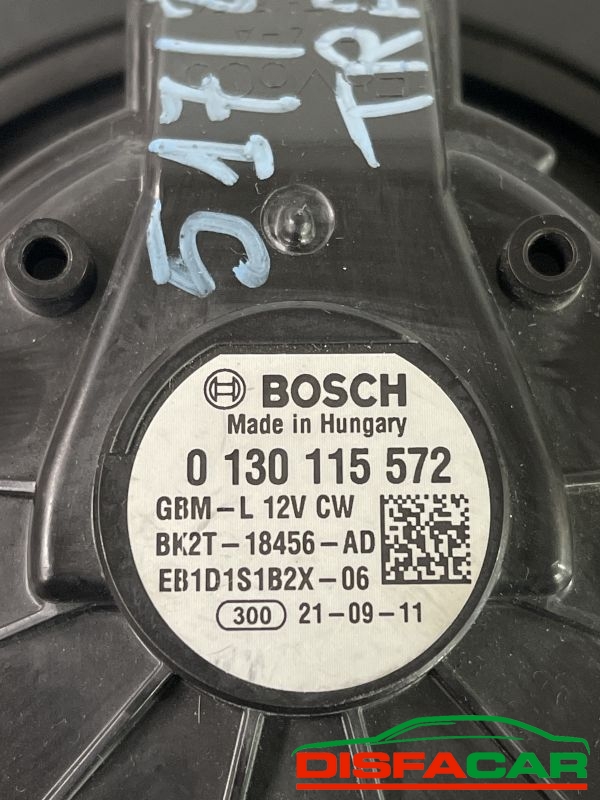 BOSCH
Made in Hungary
0 130 115 572
GBM-L 12V CW
BK2T-18456-AD
EB1D1S1B2X-06
300 21-09-11
DISFACAR